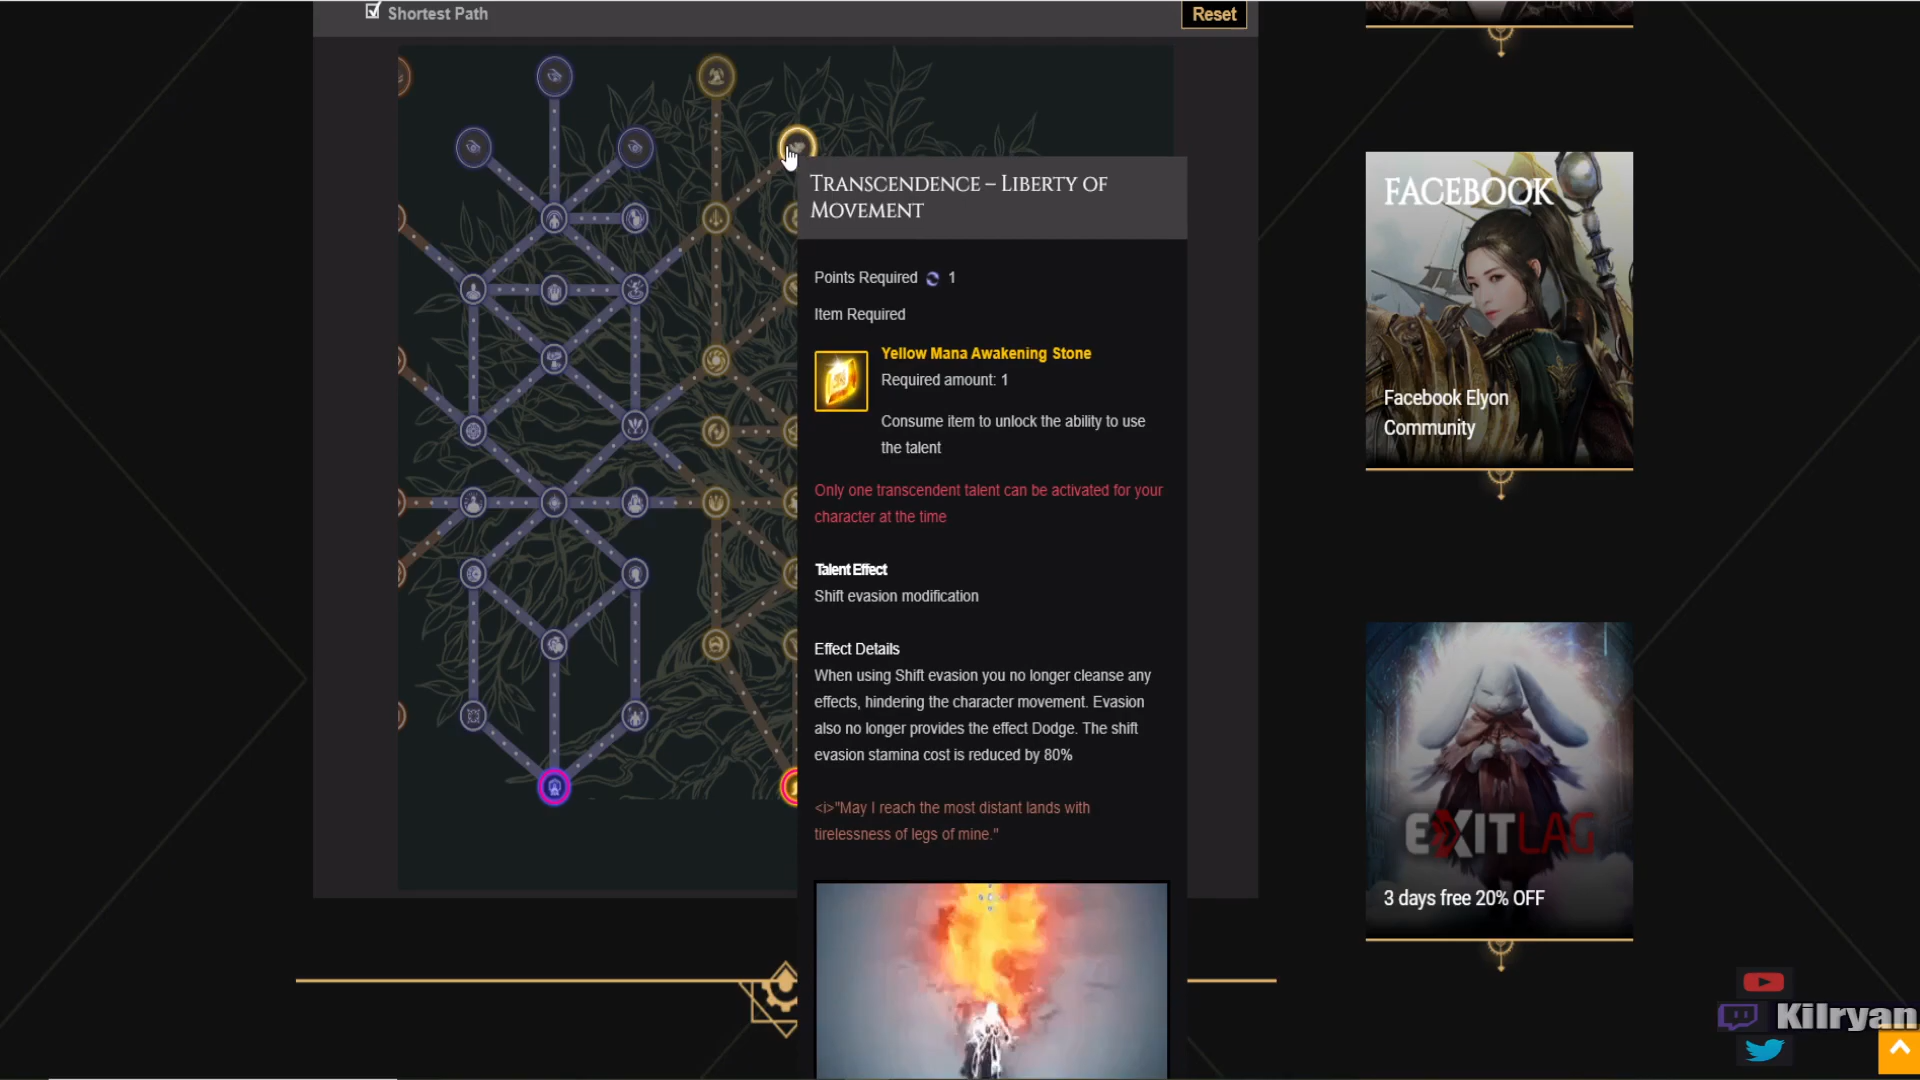 Shortest Path
Reset
TRANSCENDENCE – LIBERTY OF
MOVEMENT
Points Required 1
Item Required
Yellow Mana Awakening Stone
Required amount: 1
Consume item to unlock the ability to use
the talent
Only one transcendent talent can be activated for your
character at the time
Talent Effect
Shift evasion modification
Effect Details
When using Shift evasion you no longer cleanse any
effects, hindering the character movement. Evasion
also no longer provides the effect Dodge. The shift
evasion stamina cost is reduced by 80%
<i>"May I reach the most distant lands with
tirelessness of legs of mine."
FACEBOOK
Facebook Elyon
Community
EXITLAG
3 days free 20% OFF
Kilryan